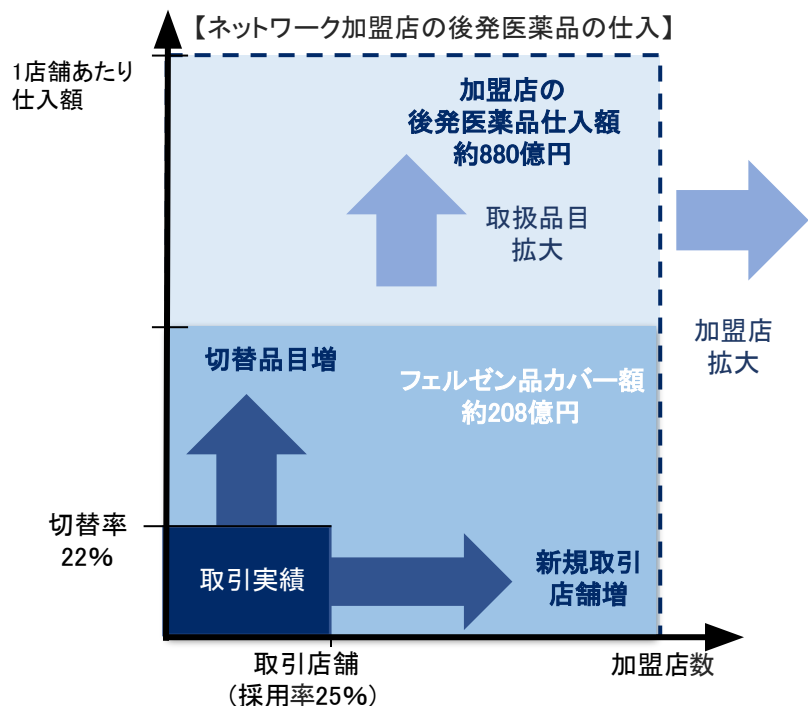 【ネットワーク加盟店の後発医薬品の仕入】
1店舗あたり
仕入額
加盟店の
後発医薬品仕入額
約880億円
取扱品目
拡大
加盟店
拡大
切替品目増
フェルゼン品カバー額
約208億円
切替率
22%
取引実績
新規取引
店舗増
取引店舗
(採用率25%)
加盟店数